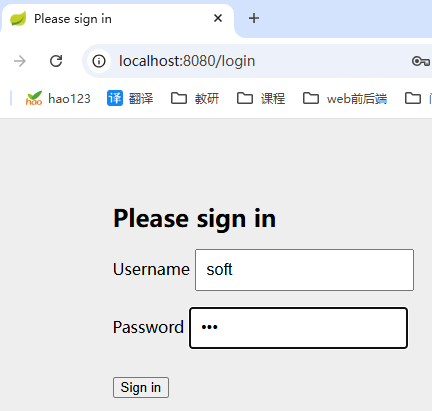 Please sign in
localhost:8080/login
hao123 译 翻译 教研 课程 web前后端
Please sign in
Username soft
Password •••
Sign in